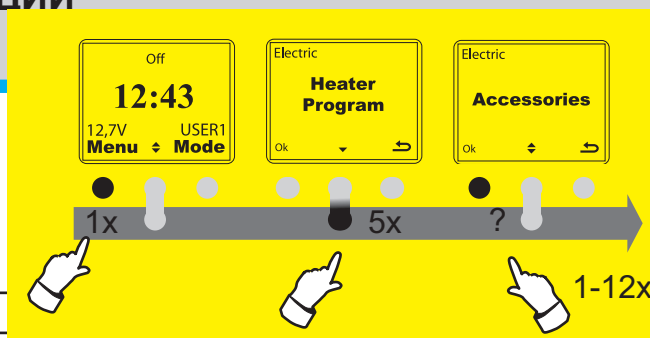 Off
12:43
12,7V USER1
Menu Mode
Electric
Heater
Program
Ok
Electric
Accessories
Ok
1x 5x ?
1-12x